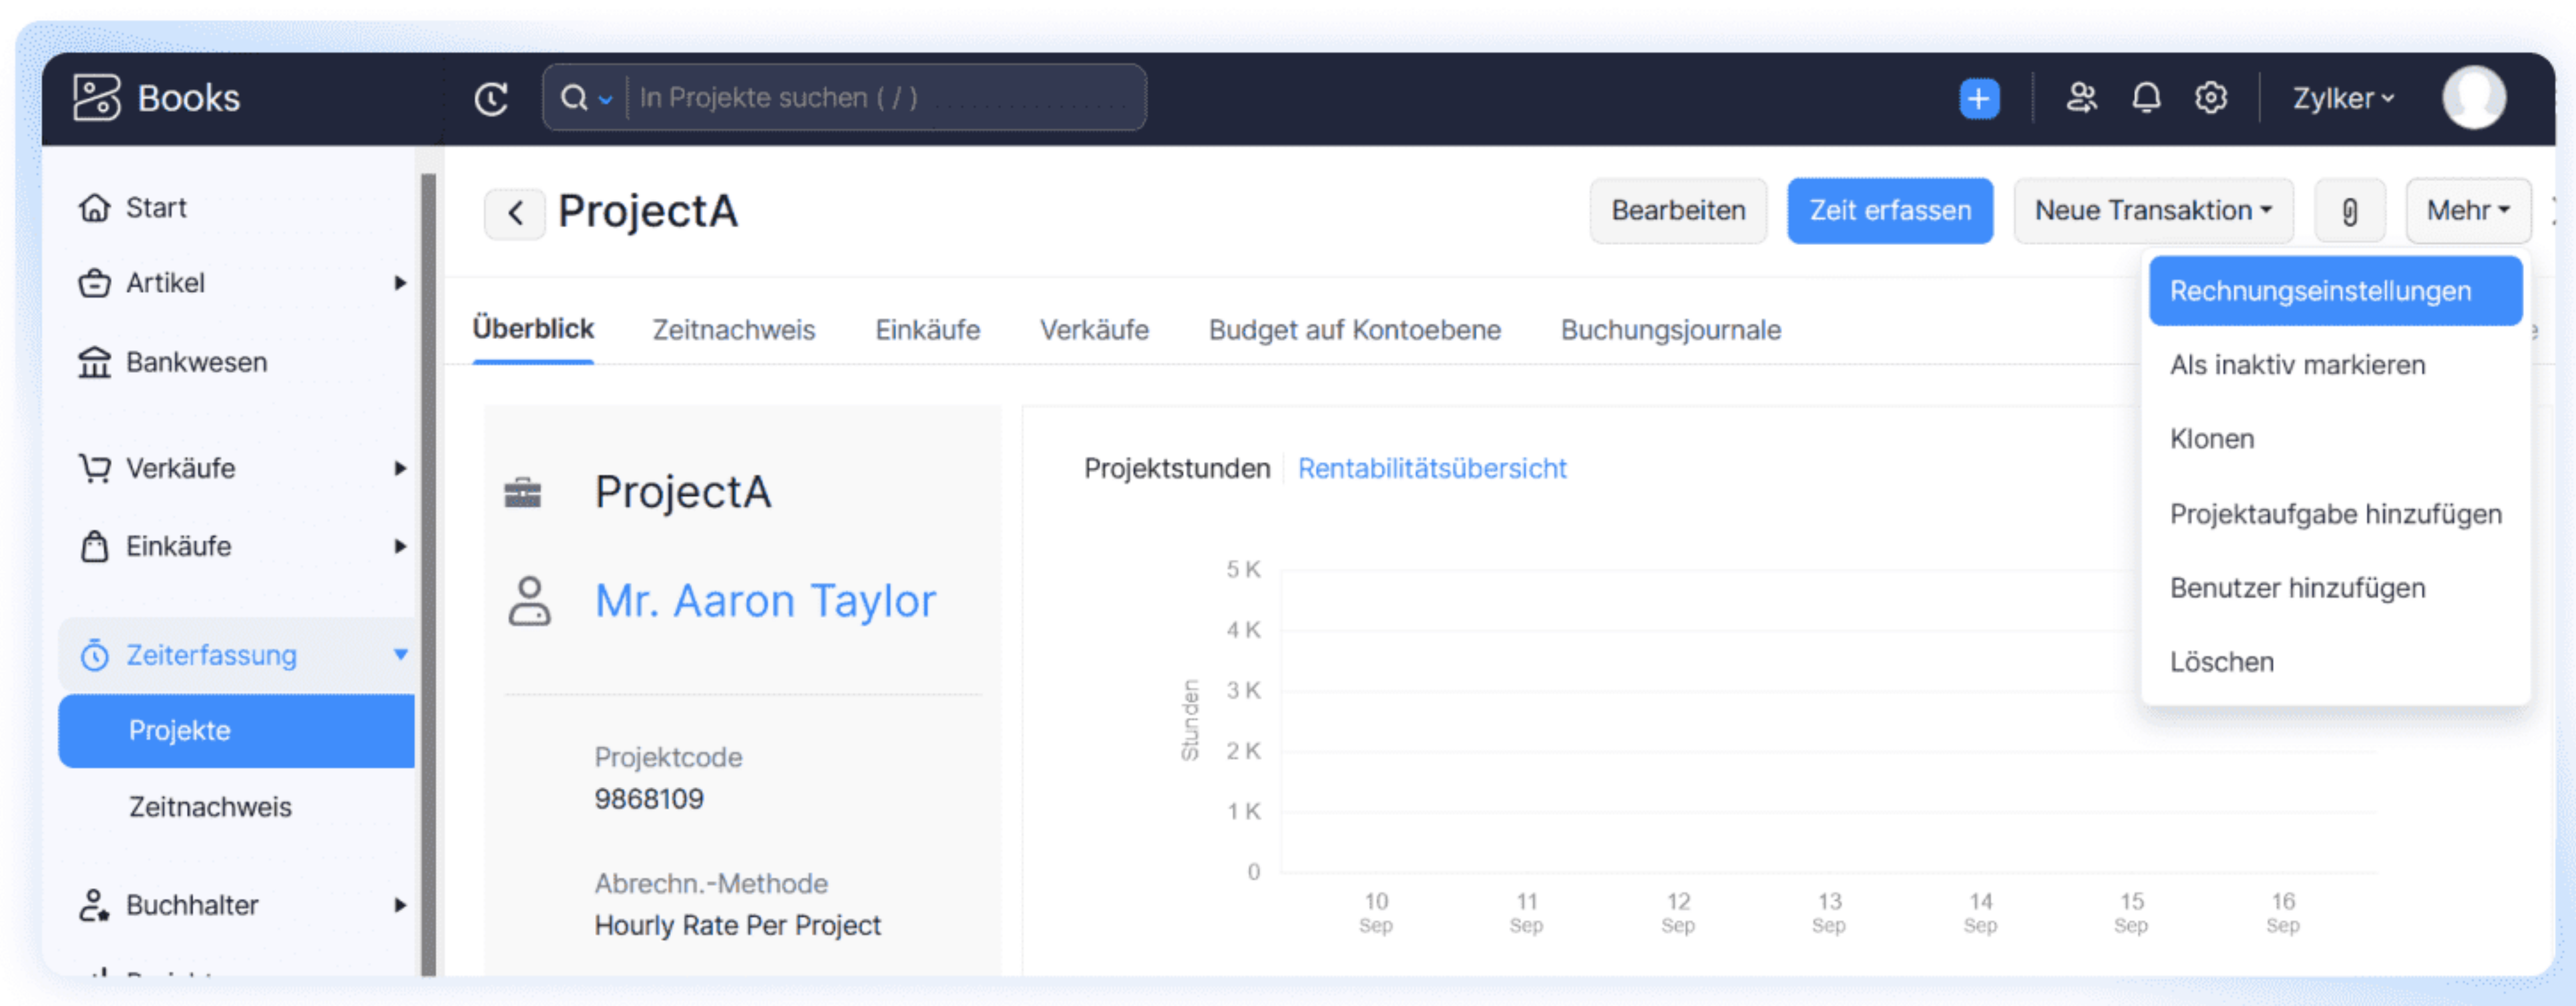 Books
In Projekte suchen ( / )
Zylker
Start
Artikel
Bankwesen
Verkäufe
Einkäufe
Zeiterfassung
Projekte
Zeitnachweis
Buchhalter
ProjectA
Bearbeiten
Zeit erfassen
Neue Transaktion
Mehr
Rechnungseinstellungen
Als inaktiv markieren
Klonen
Projektaufgabe hinzufügen
Benutzer hinzufügen
Löschen
Überblick
Zeitnachweis
Einkäufe
Verkäufe
Budget auf Kontoebene
Buchungsjournale
ProjectA
Mr. Aaron Taylor
Projektcode
9868109
Abrechn.-Methode
Hourly Rate Per Project
Projektstunden
Rentabilitätsübersicht
Stunden
5 K
4 K
3 K
2 K
1 K
0
10 Sep
11 Sep
12 Sep
13 Sep
14 Sep
15 Sep
16 Sep